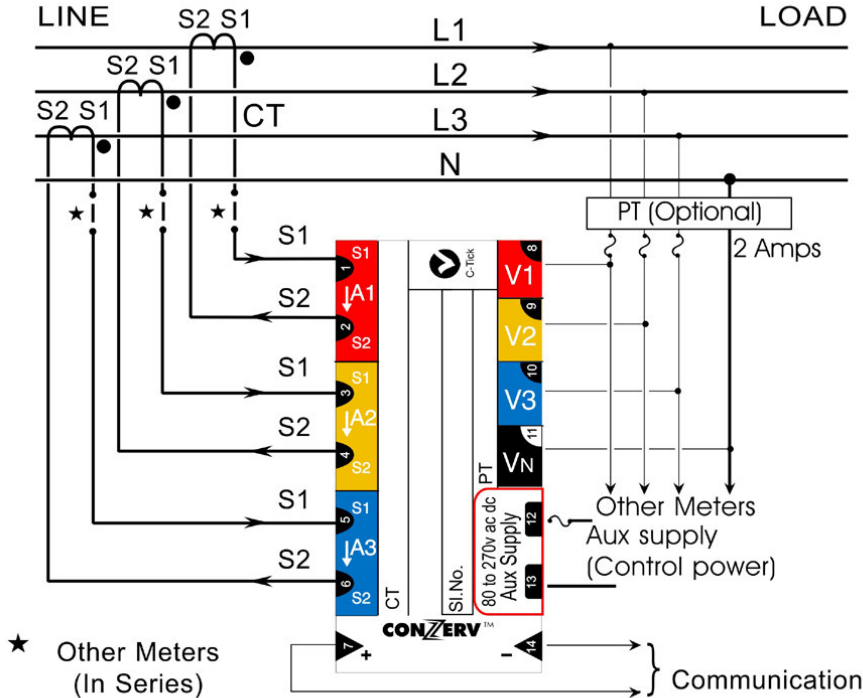 LINE
LOAD
S2 S1
L1
S2 S1
L2
S2 S1
CT
L3
N
★ ★ ★
PT (Optional)
2 Amps
S1
S2
S1
S2
S1
S2
1
S1
A1
2
S2
3
S1
A2
4
S2
5
S1
A3
6
S2
CT
C-Tick
Sl.No.
PT
8
V1
9
V2
10
V3
11
VN
80 to 270v ac dc
Aux Supply
12
13
CONZERV™
7
+
−
14
Other Meters
Aux supply
(Control power)
★ Other Meters
(In Series)
Communication